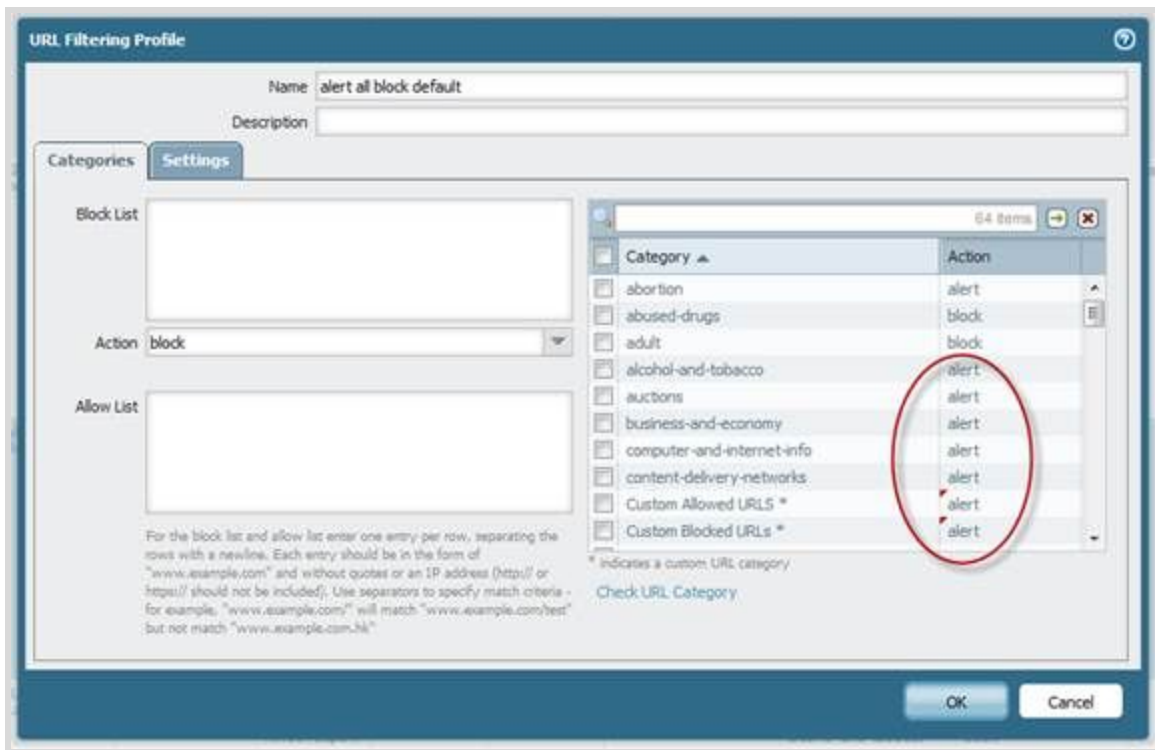 URL Filtering Profile
Name alert all block default
Description
Categories Settings
Block List
Action block
Allow List
For the block list and allow list enter one entry per row, separating the
rows with a newline. Each entry should be in the form of
"www.example.com" and without quotes or an IP address (http:// or
https:// should not be included). Use separators to specify match criteria -
for example, "www.example.com/" will match "www.example.com/test"
but not match "www.example.com.hk"
64 items
Category Action
abortion alert
abused-drugs block
adult block
alcohol-and-tobacco alert
auctions alert
business-and-economy alert
computer-and-internet-info alert
content-delivery-networks alert
Custom Allowed URLS * alert
Custom Blocked URLs * alert
* indicates a custom URL category
Check URL Category
OK Cancel